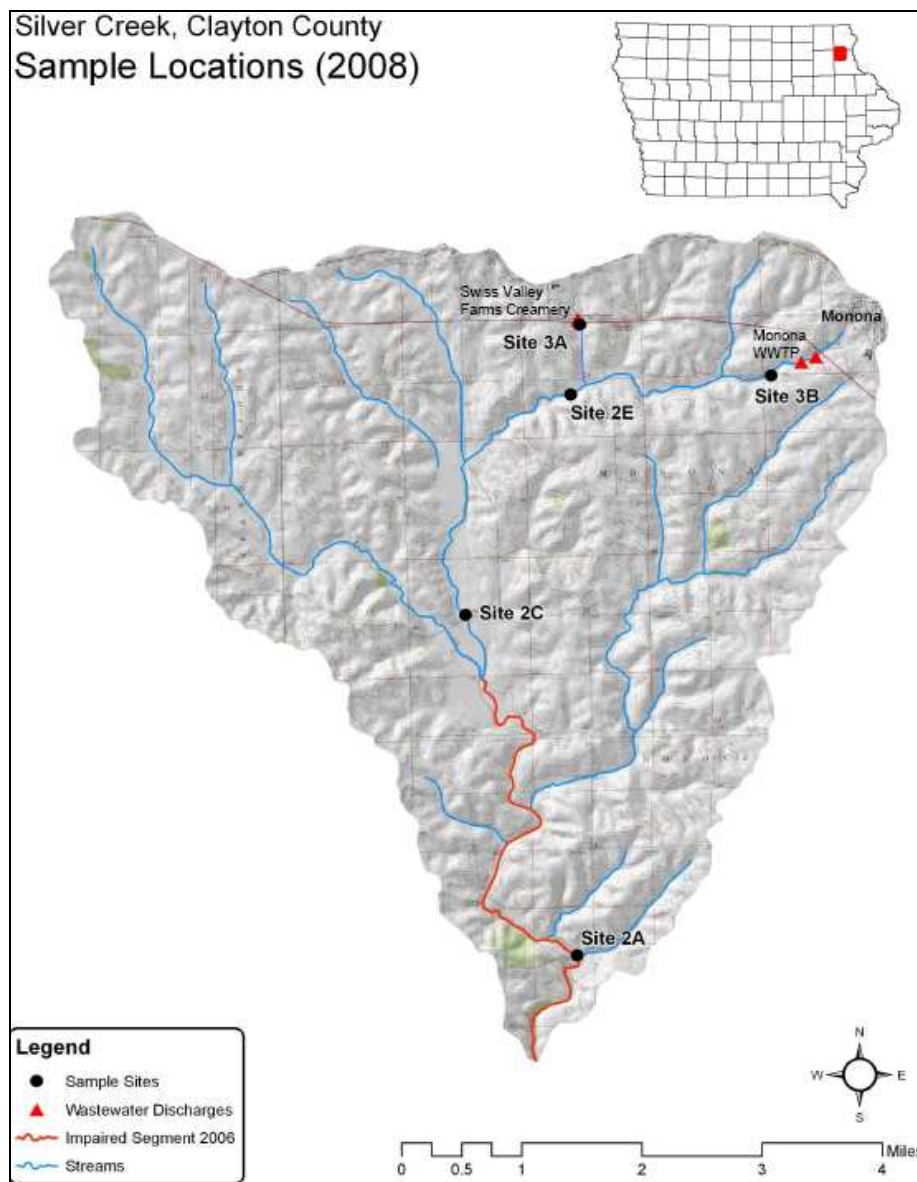 Silver Creek, Clayton County
Sample Locations (2008)
Swiss Valley
Farms Creamery
Site 3A
Monona
Monona
WWTP
Site 3B
Site 2E
Site 2C
Site 2A
Legend
Sample Sites
Wastewater Discharges
Impaired Segment 2006
Streams
N
W
E
S
0
0.5
1
2
3
4
Miles